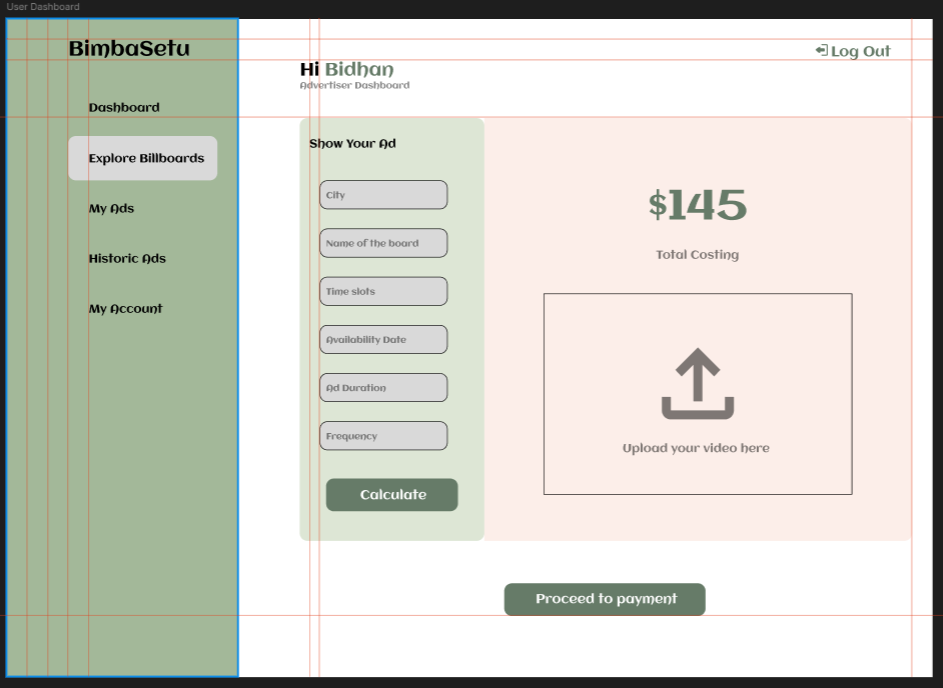 User Dashboard
BimbaSetu
Dashboard
Explore Billboards
My Ads
Historic Ads
My Account
Log Out
Hi Bidhan
Advertiser Dashboard
Show Your Ad
City
Name of the board
Time slots
Availability Date
Ad Duration
Frequency
Calculate
$145
Total Costing
Upload your video here
Proceed to payment